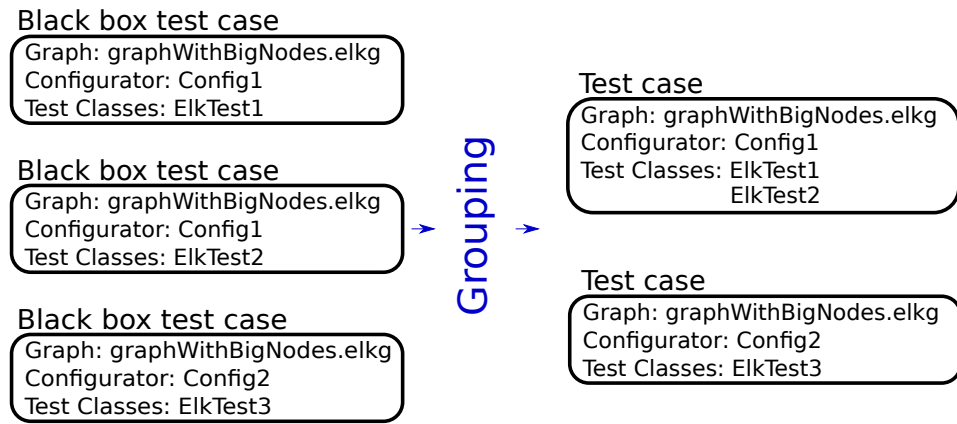 Black box test case
Graph: graphWithBigNodes.elkg
Configurator: Config1
Test Classes: ElkTest1
Black box test case
Graph: graphWithBigNodes.elkg
Configurator: Config1
Test Classes: ElkTest2
Black box test case
Graph: graphWithBigNodes.elkg
Configurator: Config2
Test Classes: ElkTest3
Grouping
Test case
Graph: graphWithBigNodes.elkg
Configurator: Config1
Test Classes: ElkTest1
ElkTest2
Test case
Graph: graphWithBigNodes.elkg
Configurator: Config2
Test Classes: ElkTest3